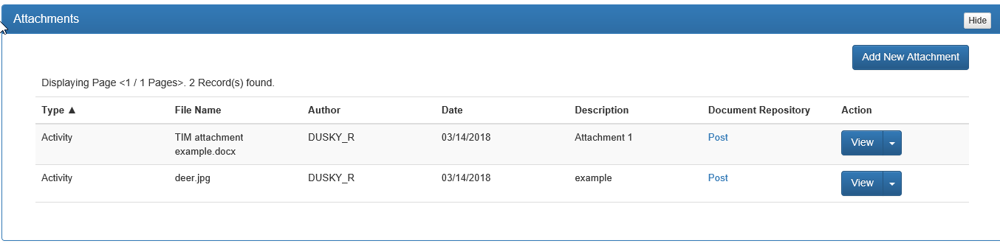 Attachments
Hide
Add New Attachment
Displaying Page <1 / 1 Pages>. 2 Record(s) found.
Type ▲ File Name Author Date Description Document Repository Action
Activity TIM attachment DUSKY_R 03/14/2018 Attachment 1 Post View
example.docx
Activity deer.jpg DUSKY_R 03/14/2018 example Post View